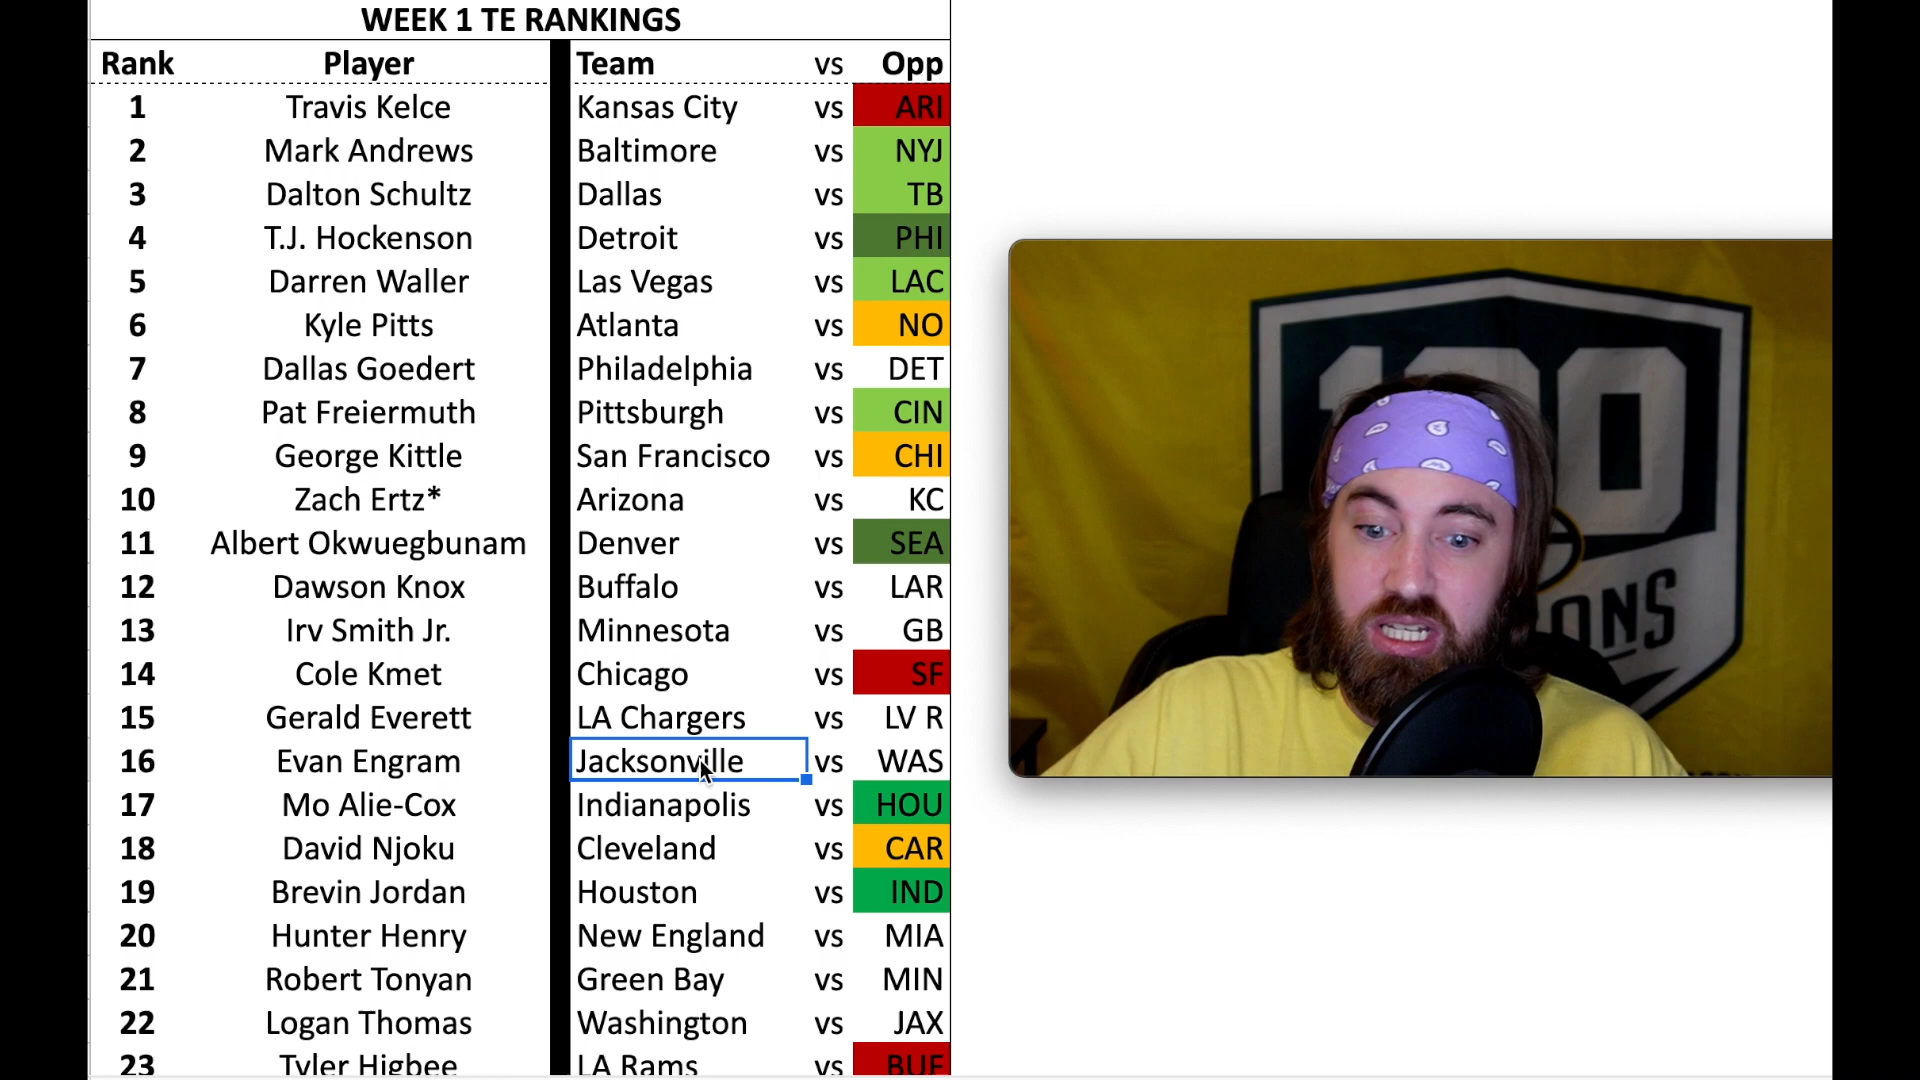 WEEK 1 TE RANKINGS
Rank Player Team vs Opp
1 Travis Kelce Kansas City vs ARI
2 Mark Andrews Baltimore vs NYJ
3 Dalton Schultz Dallas vs TB
4 T.J. Hockenson Detroit vs PHI
5 Darren Waller Las Vegas vs LAC
6 Kyle Pitts Atlanta vs NO
7 Dallas Goedert Philadelphia vs DET
8 Pat Freiermuth Pittsburgh vs CIN
9 George Kittle San Francisco vs CHI
10 Zach Ertz* Arizona vs KC
11 Albert Okwuegbunam Denver vs SEA
12 Dawson Knox Buffalo vs LAR
13 Irv Smith Jr. Minnesota vs GB
14 Cole Kmet Chicago vs SF
15 Gerald Everett LA Chargers vs LV R
16 Evan Engram Jacksonville vs WAS
17 Mo Alie-Cox Indianapolis vs HOU
18 David Njoku Cleveland vs CAR
19 Brevin Jordan Houston vs IND
20 Hunter Henry New England vs MIA
21 Robert Tonyan Green Bay vs MIN
22 Logan Thomas Washington vs JAX
23 Tyler Higbee LA Rams vs BUF